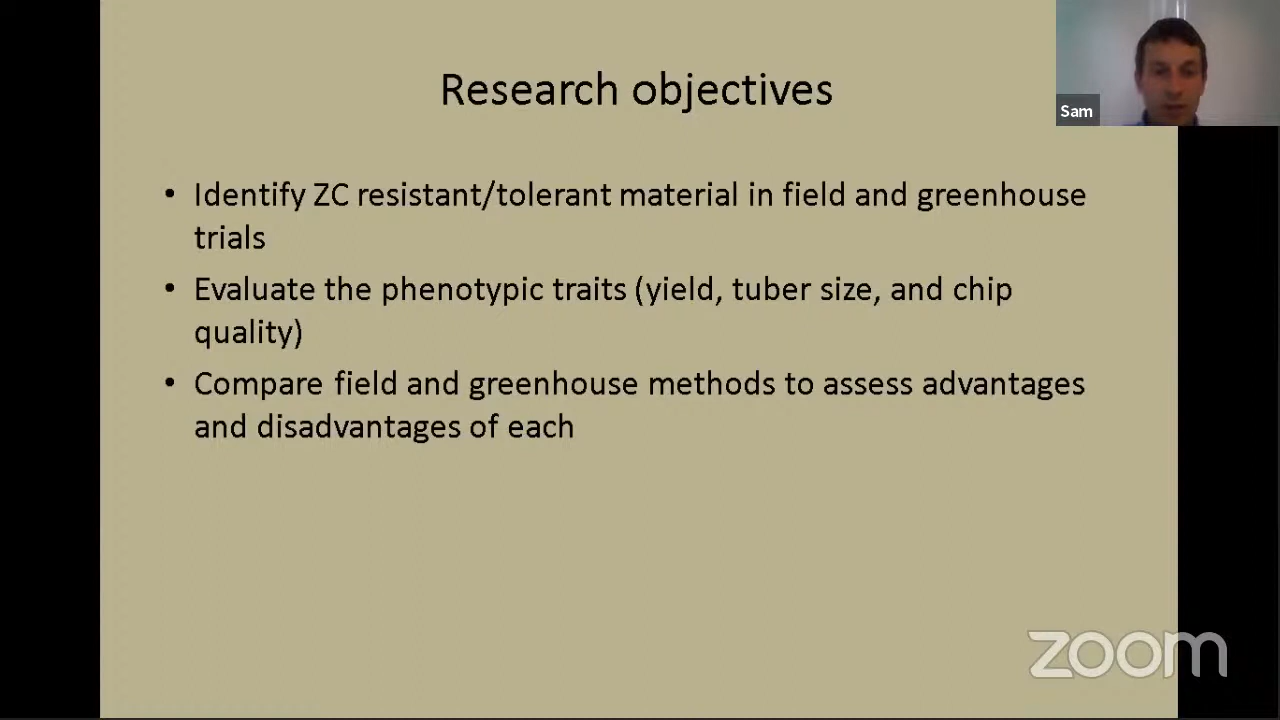 Research objectives
Sam
• Identify ZC resistant/tolerant material in field and greenhouse
trials
• Evaluate the phenotypic traits (yield, tuber size, and chip
quality)
• Compare field and greenhouse methods to assess advantages
and disadvantages of each
zoom